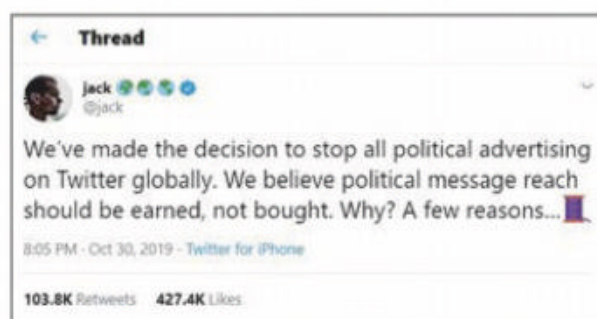 Thread
jack
@jack
We've made the decision to stop all political advertising
on Twitter globally. We believe political message reach
should be earned, not bought. Why? A few reasons...
8:05 PM · Oct 30, 2019 · Twitter for iPhone
103.8K Retweets 427.4K Likes